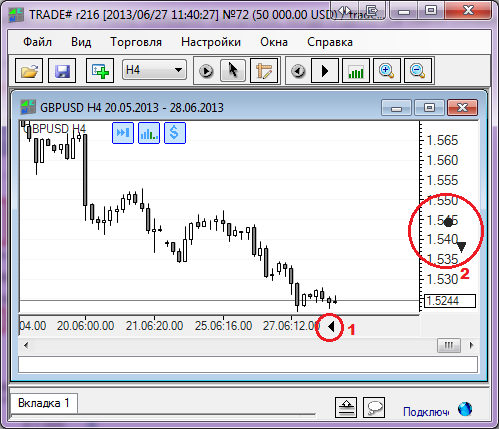 TRADE# r216 [2013/06/27 11:40:27] №72 (50 000.00 USD) / trade...
Файл Вид Торговля Настройки Окна Справка
H4
GBPUSD H4 20.05.2013 - 28.06.2013
GBPUSD H4
$
1.565
1.560
1.555
1.550
1.545
1.540
1.535
1.530
1.5244
2
04.00 20.06:00.00 21.06:20.00 25.06:16.00 27.06:12.00
1
Вкладка 1
Подключе